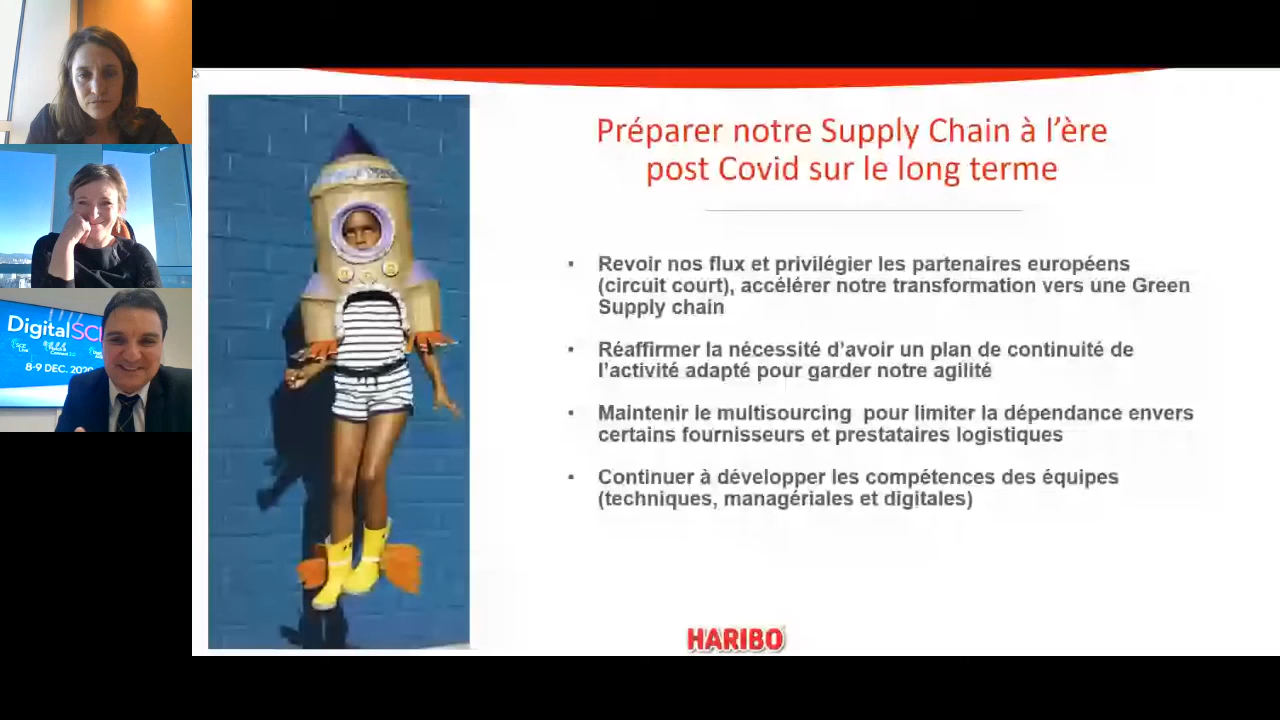 DigitalSCI
8-9 DEC. 2020
Préparer notre Supply Chain à l'ère
post Covid sur le long terme
▪ Revoir nos flux et privilégier les partenaires européens
(circuit court), accélérer notre transformation vers une Green
Supply chain
▪ Réaffirmer la nécessité d'avoir un plan de continuité de
l'activité adapté pour garder notre agilité
▪ Maintenir le multisourcing pour limiter la dépendance envers
certains fournisseurs et prestataires logistiques
▪ Continuer à développer les compétences des équipes
(techniques, managériales et digitales)
HARIBO